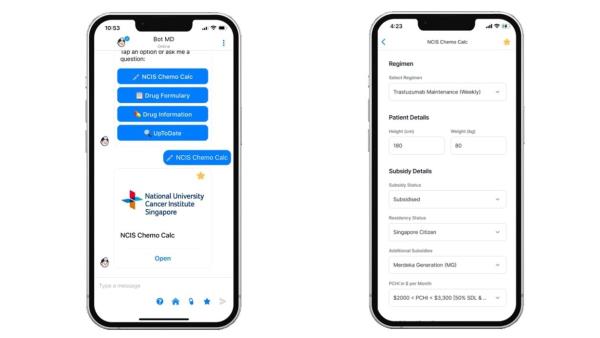 10:53
Bot MD
Online
Tap an option or ask me a
question:
NCIS Chemo Calc
Drug Formulary
Drug Information
UpToDate
NCIS Chemo Calc
National University
Cancer Institute
Singapore
NCIS Chemo Calc
Open
Type a message
4:23
NCIS Chemo Calc
Regimen
Select Regimen
Trastuzumab Maintenance (Weekly)
Patient Details
Height (cm)
Weight (kg)
180
80
Subsidy Details
Subsidy Status
Subsidised
Residency Status
Singapore Citizen
Additional Subsidies
Merdeka Generation (MG)
PCHI in $ per Month
$2000 < PCHI < $3,300 [50% SDL & ...